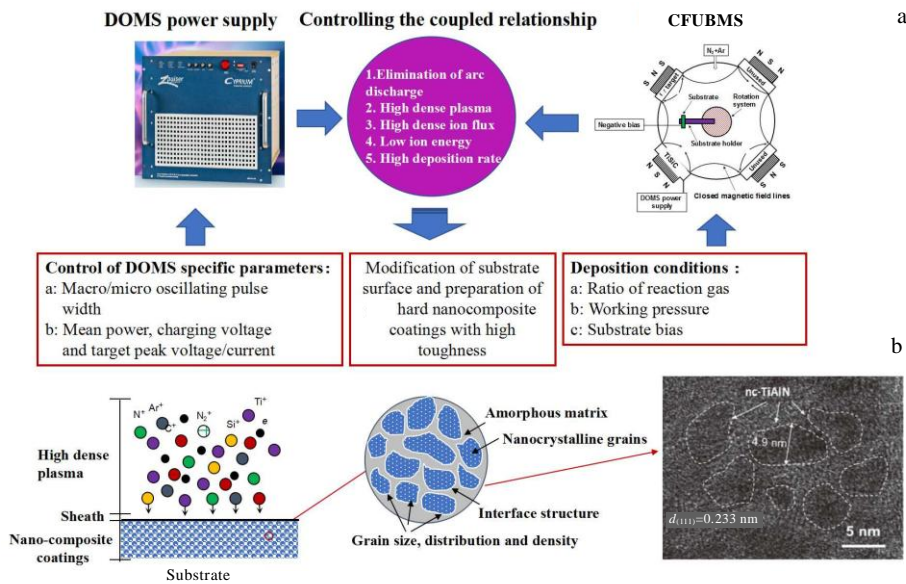 DOMS power supply
Controlling the coupled relationship
CFUBMS
a
CYPRIUM
1.Elimination of arc
discharge
2. High dense plasma
3. High dense ion flux
4. Low ion energy
5. High deposition rate
N₂+Ar
S N S
target
Unused
N S N
Substrate
Rotation
system
Negative bias
Substrate holder
TiSiC
Unused
N S N
S N S
DOMS power
supply
Closed magnetic field lines
Control of DOMS specific parameters:
a: Macro/micro oscillating pulse
width
b: Mean power, charging voltage
and target peak voltage/current
Modification of substrate
surface and preparation of
hard nanocomposite
coatings with high
toughness
Deposition conditions :
a: Ratio of reaction gas
b: Working pressure
c: Substrate bias
b
High dense
plasma
N⁺
Ar⁺
C⁺
N₂⁺
Si⁺
Ti⁺
e
Sheath
Nano-composite
coatings
Substrate
Amorphous matrix
Nanocrystalline grains
Interface structure
Grain size, distribution and density
nc-TiAlN
4.9 nm
d(111)=0.233 nm
5 nm